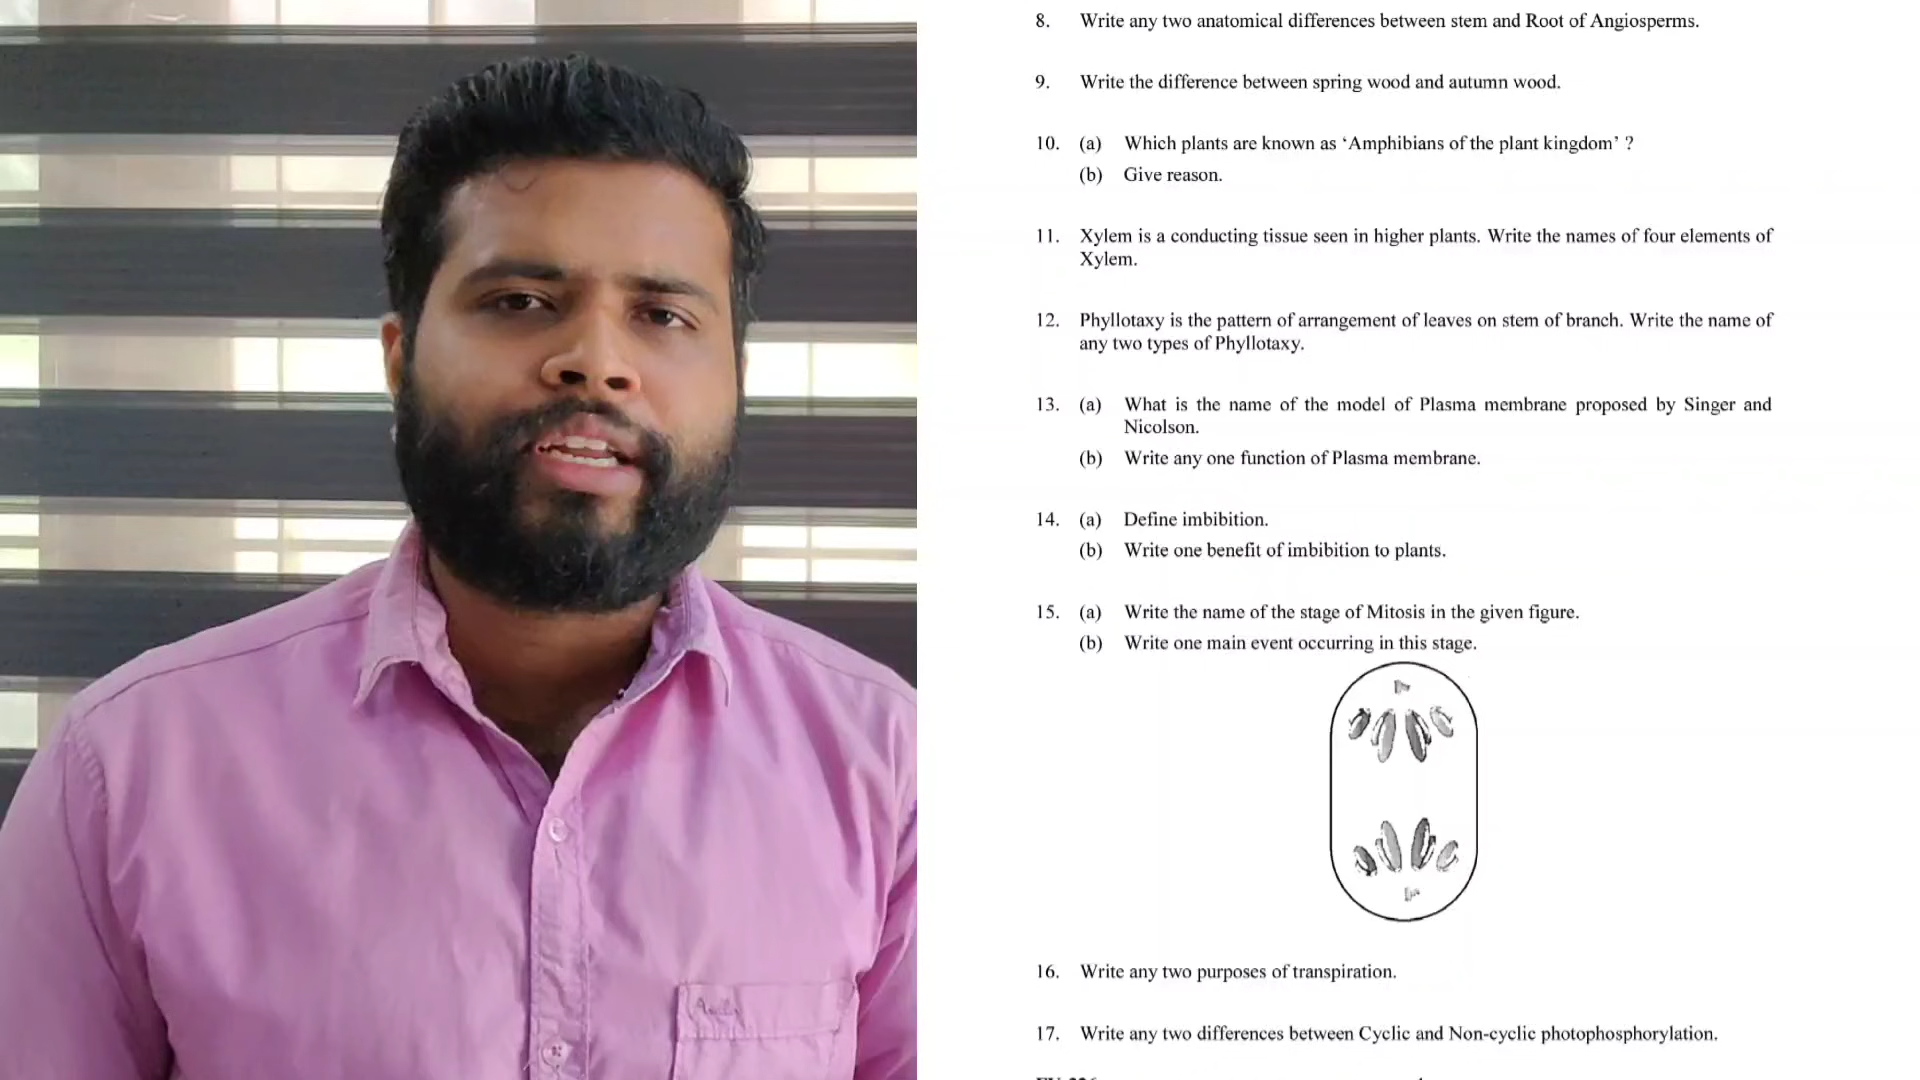 8. Write any two anatomical differences between stem and Root of Angiosperms.
9. Write the difference between spring wood and autumn wood.
10. (a) Which plants are known as ‘Amphibians of the plant kingdom’ ?
(b) Give reason.
11. Xylem is a conducting tissue seen in higher plants. Write the names of four elements of
Xylem.
12. Phyllotaxy is the pattern of arrangement of leaves on stem of branch. Write the name of
any two types of Phyllotaxy.
13. (a) What is the name of the model of Plasma membrane proposed by Singer and
Nicolson.
(b) Write any one function of Plasma membrane.
14. (a) Define imbibition.
(b) Write one benefit of imbibition to plants.
15. (a) Write the name of the stage of Mitosis in the given figure.
(b) Write one main event occurring in this stage.
16. Write any two purposes of transpiration.
17. Write any two differences between Cyclic and Non-cyclic photophosphorylation.